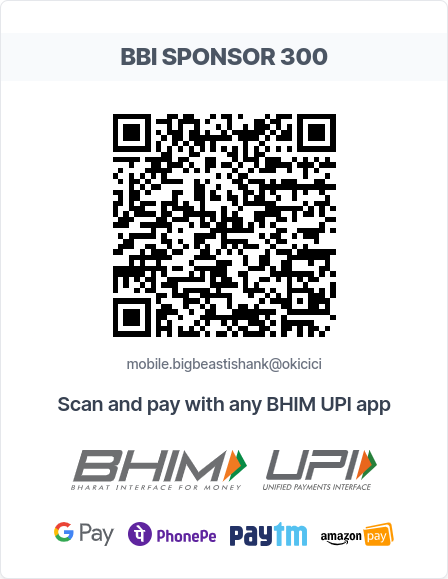 BBI SPONSOR 300
mobile.bigbeastishank@okicici
Scan and pay with any BHIM UPI app
BHIM UPI
BHARAT INTERFACE FOR MONEY UNIFIED PAYMENTS INTERFACE
G Pay PhonePe paytm amazon pay